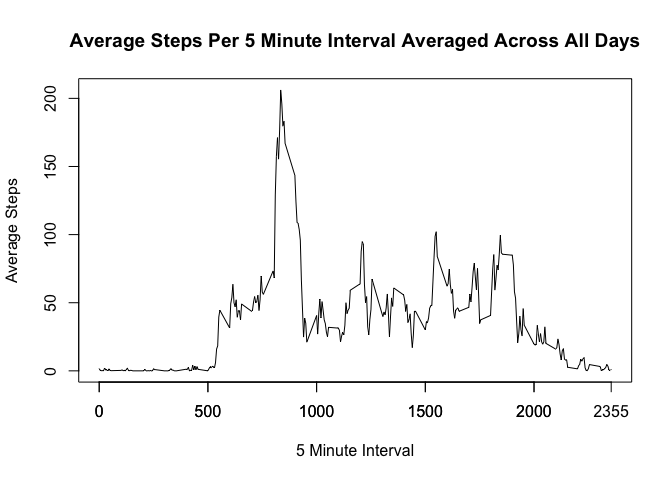 Average Steps Per 5 Minute Interval Averaged Across All Days
Average Steps
200
150
100
50
0
0 500 1000 1500 2000 2355
5 Minute Interval